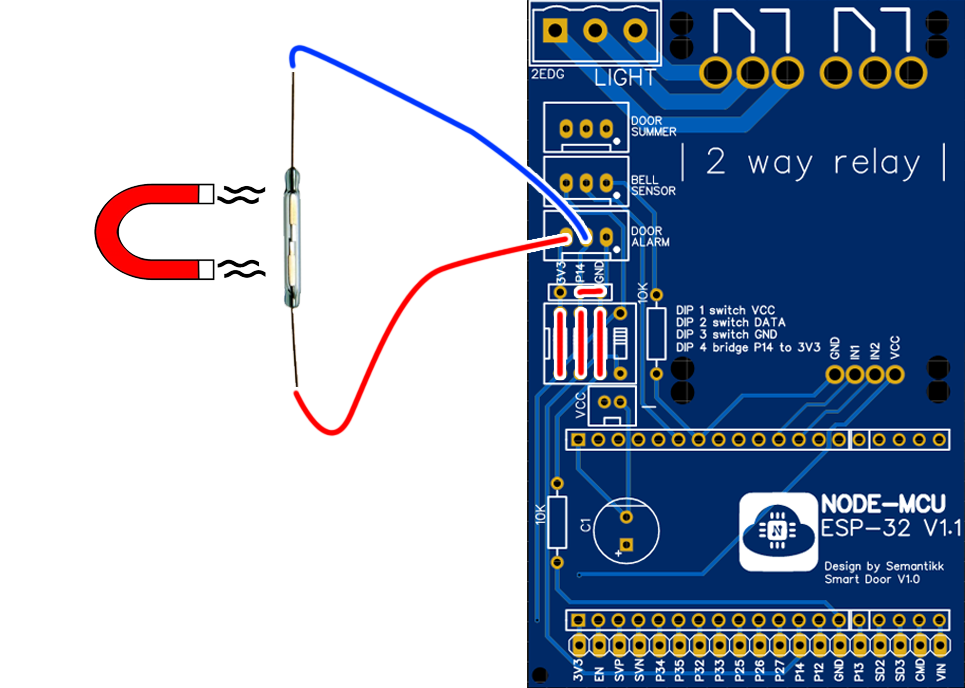 2EDG
LIGHT
DOOR
SUMMER
| 2 way relay |
BELL
SENSOR
DOOR
ALARM
3V3
P14
GND
10K
DIP 1 switch VCC
DIP 2 switch DATA
DIP 3 switch GND
DIP 4 bridge P14 to 3V3
GND
IN1
IN2
VCC
VCC
10K
C1
+
N
NODE-MCU
ESP-32 V1.1
Design by Semantikk
Smart Door V1.0
3V3
EN
SVP
SVN
P34
P35
P32
P33
P25
P26
P27
P14
P12
GND
P13
SD2
SD3
CMD
VIN